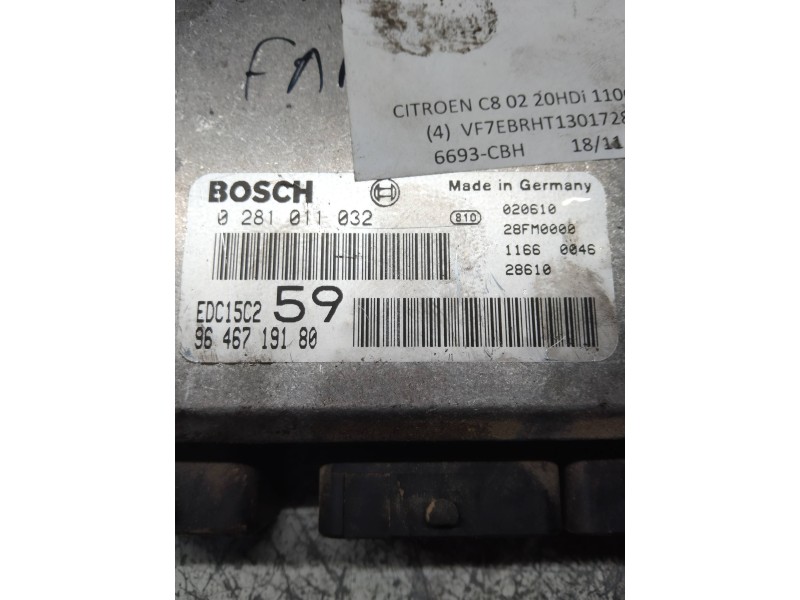 CITROEN C8 02 20HDi 110
(4) VF7EBRHT1301728
6693-CBH 18/11
BOSCH Made in Germany
0 281 011 032 810 020610
28FM0000
1166 0046
28610
EDC15C2 59
96 467 191 80